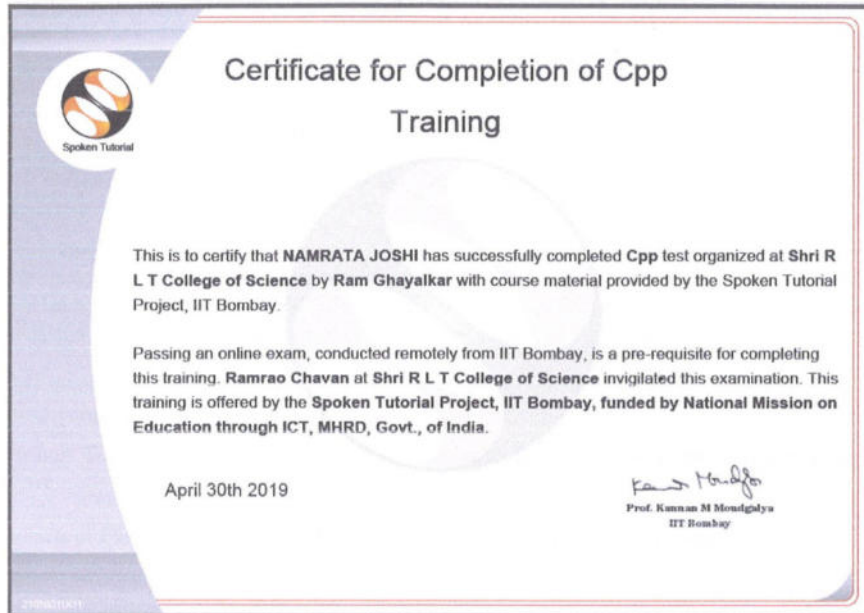 Spoken Tutorial
Certificate for Completion of Cpp
Training
This is to certify that NAMRATA JOSHI has successfully completed Cpp test organized at Shri R
L T College of Science by Ram Ghayalkar with course material provided by the Spoken Tutorial
Project, IIT Bombay.
Passing an online exam, conducted remotely from IIT Bombay, is a pre-requisite for completing
this training. Ramrao Chavan at Shri R L T College of Science invigilated this examination. This
training is offered by the Spoken Tutorial Project, IIT Bombay, funded by National Mission on
Education through ICT, MHRD, Govt., of India.
April 30th 2019
Prof. Kannan M Moudgalya
IIT Bombay